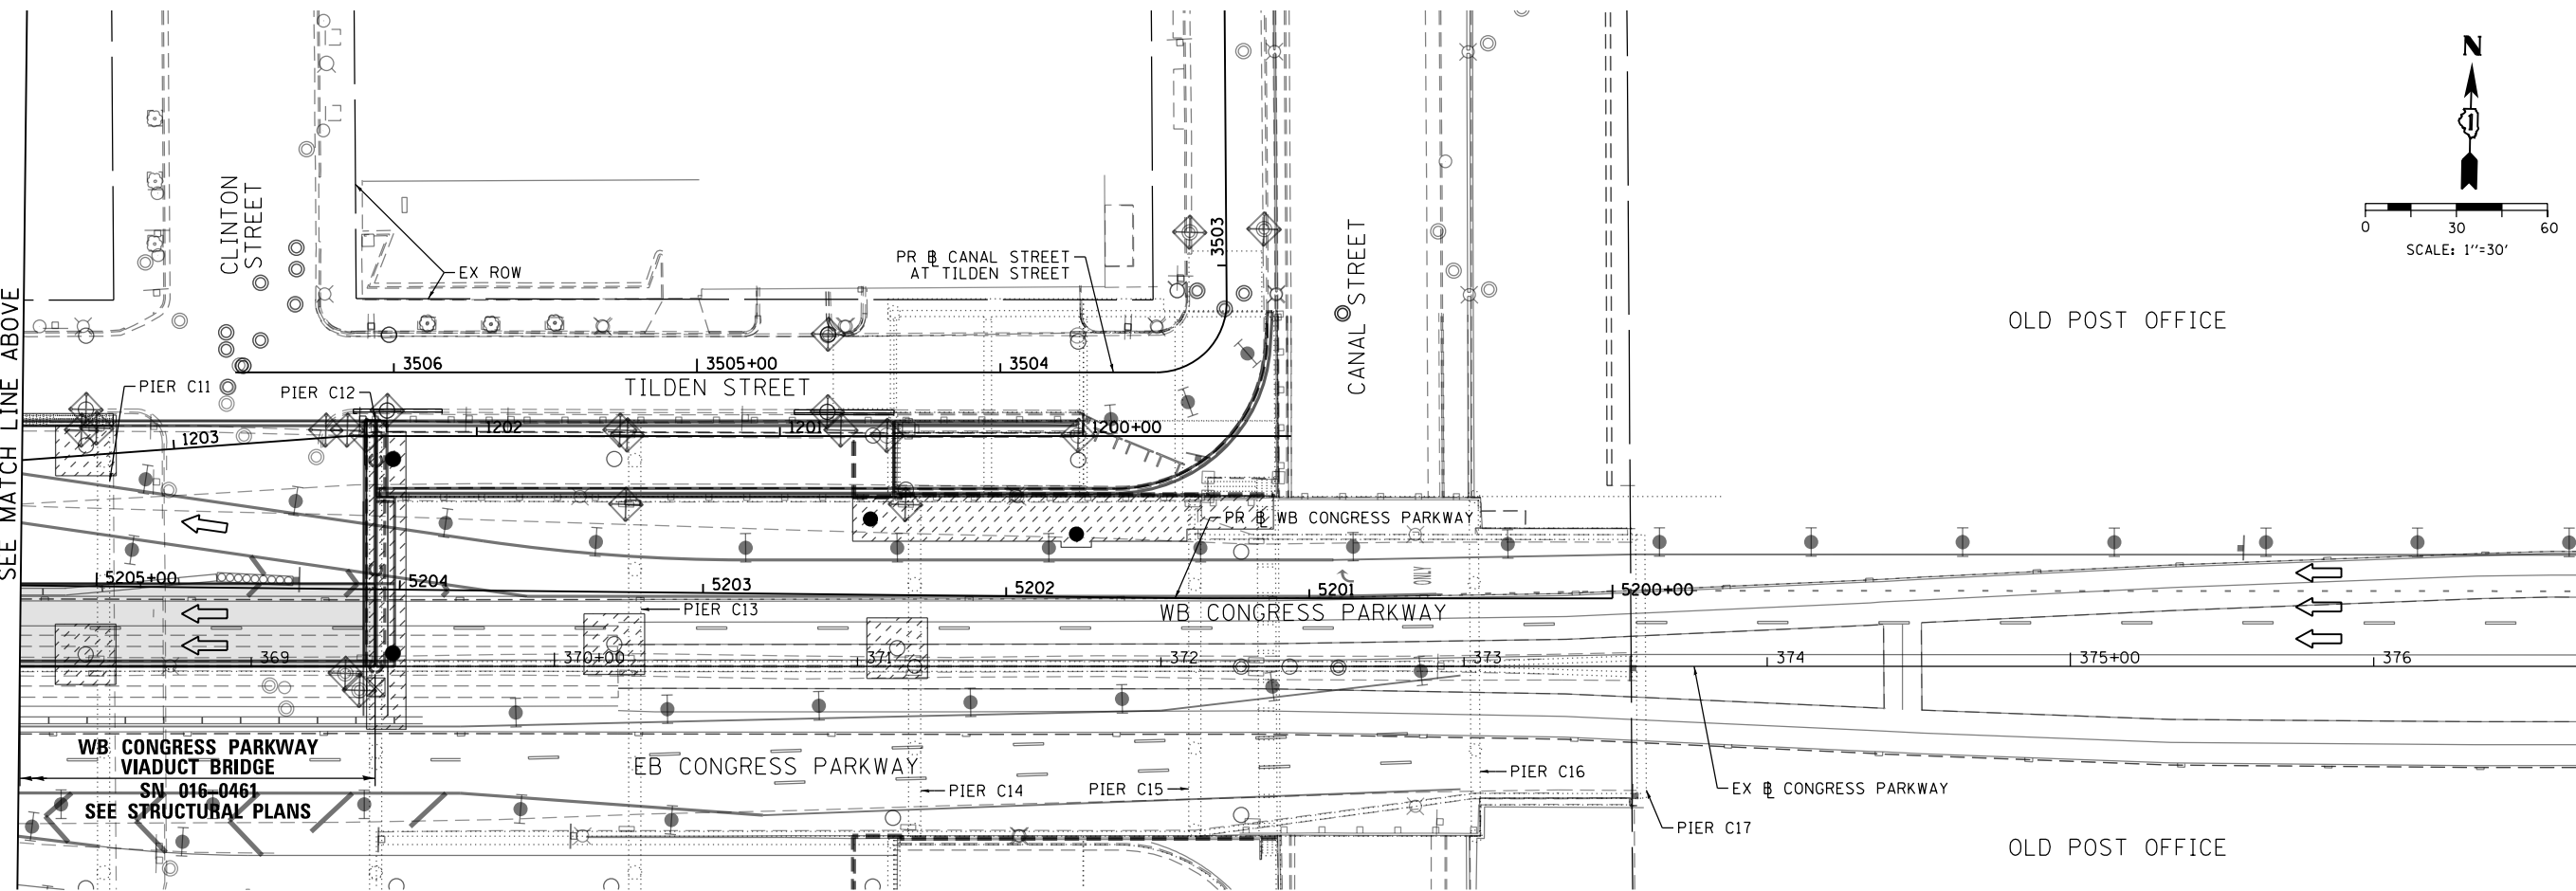 N
1
0 30 60
SCALE: 1"=30'
CLINTON
STREET
EX ROW
PR BL CANAL STREET
AT TILDEN STREET
3503
CANAL STREET
OLD POST OFFICE
SEE MATCH LINE ABOVE
3506
3505+00
3504
TILDEN STREET
PIER C11
PIER C12
1203
1202
1201
1200+00
PR BL WB CONGRESS PARKWAY
ONLY
5205+00
5204
5203
5202
5201
5200+00
PIER C13
WB CONGRESS PARKWAY
369
370+00
371
372
373
374
375+00
376
WB CONGRESS PARKWAY
VIADUCT BRIDGE
SN 016-0461
SEE STRUCTURAL PLANS
EB CONGRESS PARKWAY
PIER C14
PIER C15
PIER C16
EX BL CONGRESS PARKWAY
PIER C17
OLD POST OFFICE